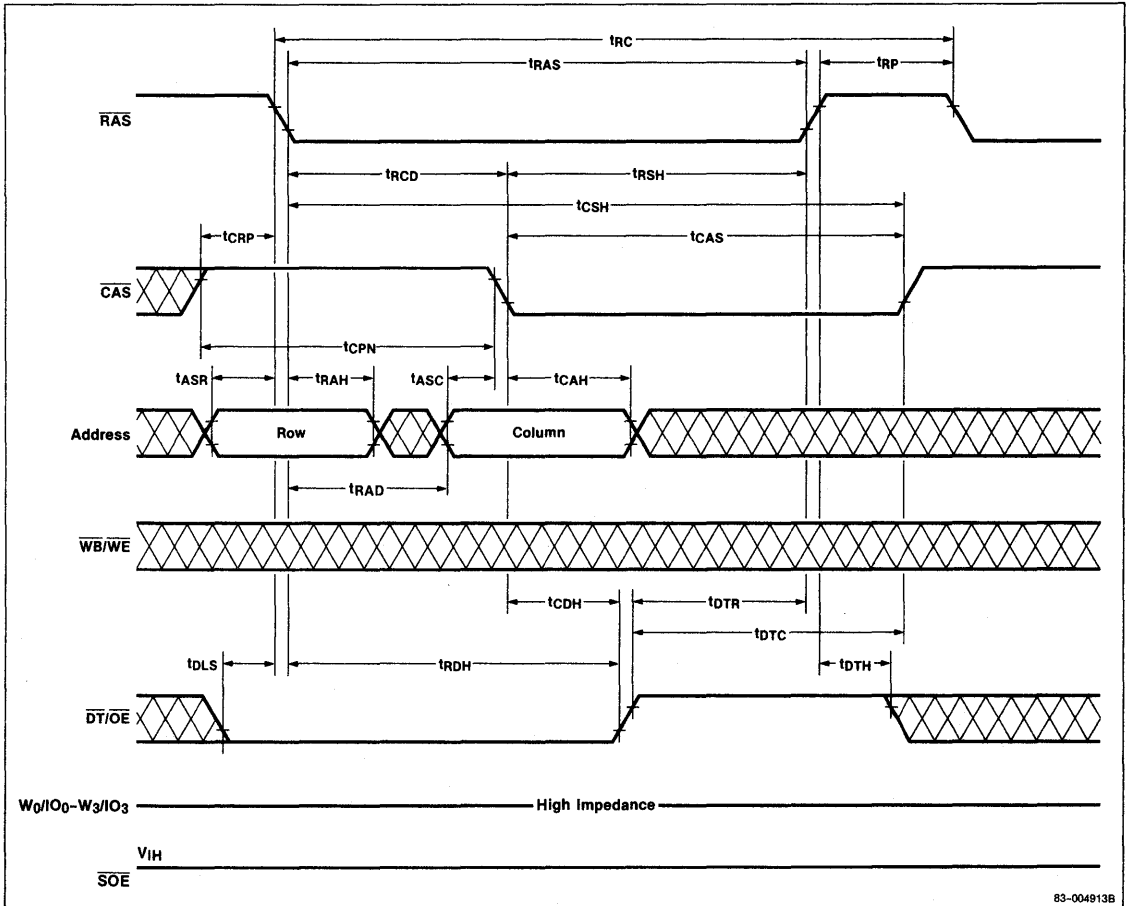 tRC
tRAS
tRP
RAS
tRCD
tRSH
tCSH
tCRP
tCAS
CAS
tCPN
tASR
tRAH
tASC
tCAH
Address
Row
Column
tRAD
WB/WE
tCDH
tDTR
tDTC
tDLS
tRDH
tDTH
DT/OE
W0/IO0–W3/IO3
High Impedance
VIH
SOE
83-004913B